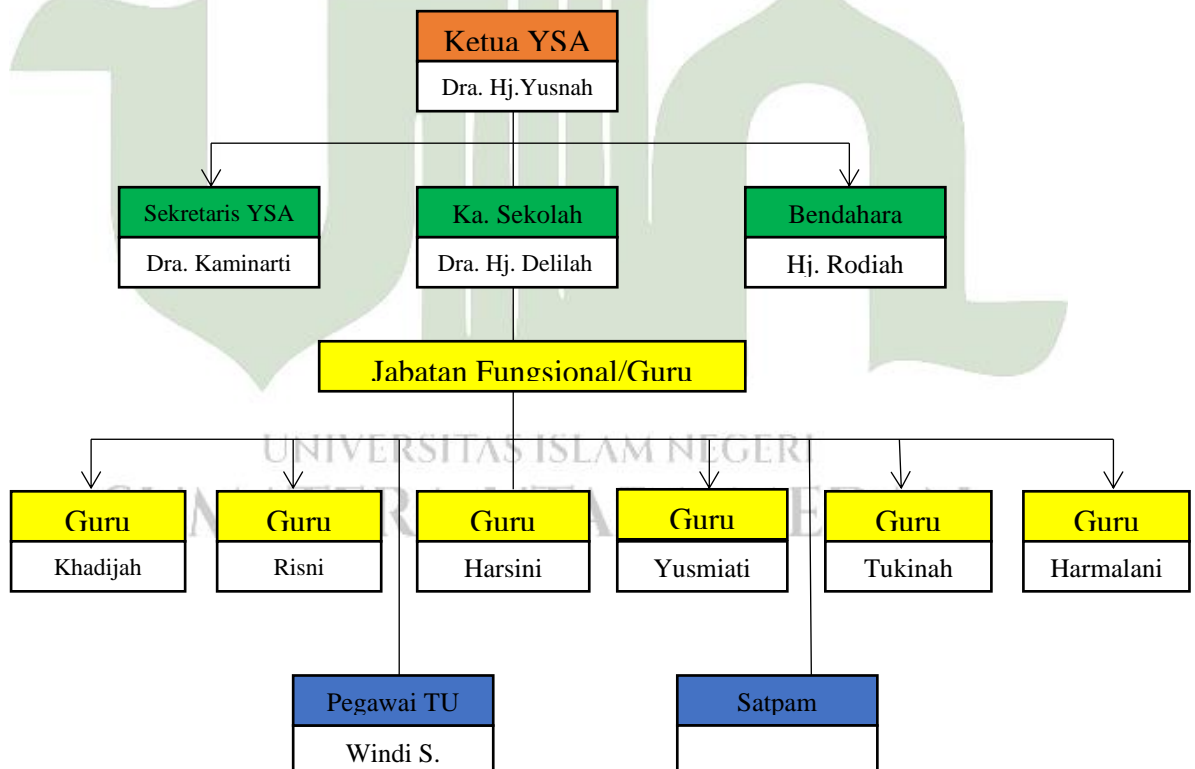 Ketua YSA
Dra. Hj.Yusnah
Sekretaris YSA
Dra. Kaminarti
Ka. Sekolah
Dra. Hj. Delilah
Bendahara
Hj. Rodiah
Jabatan Fungsional/Guru
UNIVERSITAS ISLAM NEGERI
Guru
Khadijah
Guru
Risni
Guru
Harsini
Guru
Yusmiati
Guru
Tukinah
Guru
Harmalani
Pegawai TU
Windi S.
Satpam